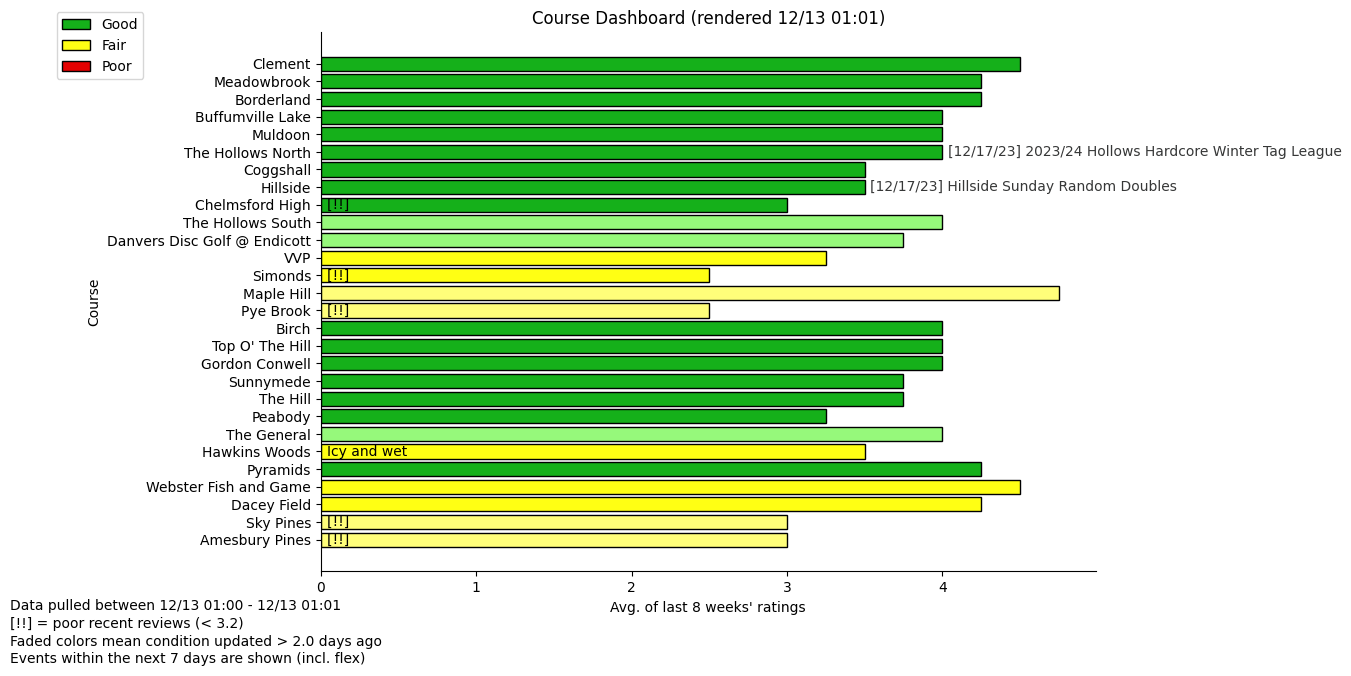 Course Dashboard (rendered 12/13 01:01)
Good
Fair
Poor
Course
Clement
Meadowbrook
Borderland
Buffumville Lake
Muldoon
The Hollows North [12/17/23] 2023/24 Hollows Hardcore Winter Tag League
Coggshall
Hillside [12/17/23] Hillside Sunday Random Doubles
Chelmsford High [!!]
The Hollows South
Danvers Disc Golf @ Endicott
VVP
Simonds [!!]
Maple Hill
Pye Brook [!!]
Birch
Top O' The Hill
Gordon Conwell
Sunnymede
The Hill
Peabody
The General
Hawkins Woods Icy and wet
Pyramids
Webster Fish and Game
Dacey Field
Sky Pines [!!]
Amesbury Pines [!!]
0 1 2 3 4
Avg. of last 8 weeks' ratings
Data pulled between 12/13 01:00 - 12/13 01:01
[!!] = poor recent reviews (< 3.2)
Faded colors mean condition updated > 2.0 days ago
Events within the next 7 days are shown (incl. flex)